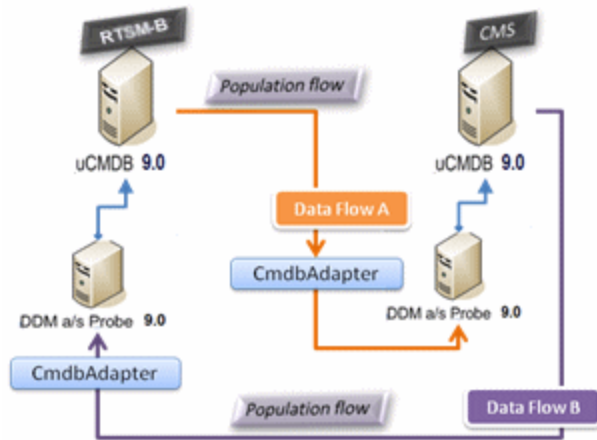 RTSM-B
CMS
Population flow
uCMDB 9.0
uCMDB 9.0
Data Flow A
CmdbAdapter
DDM a/s Probe 9.0
DDM a/s Probe 9.0
CmdbAdapter
Population flow
Data Flow B